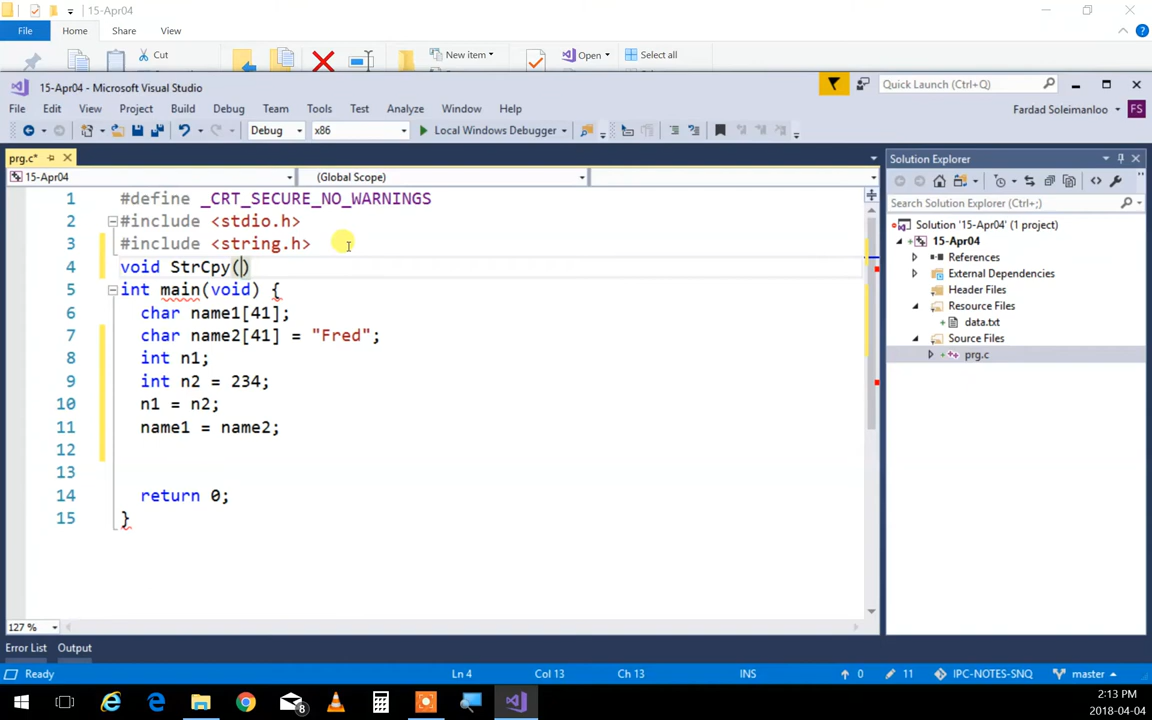 15-Apr04
File Home Share View
Cut New item Open Select all
15-Apr04 - Microsoft Visual Studio Quick Launch (Ctrl+Q)
File Edit View Project Build Debug Team Tools Test Analyze Window Help Fardad Soleimanloo FS
Debug x86 Local Windows Debugger
prg.c* Solution Explorer
15-Apr04 (Global Scope)
Search Solution Explorer (Ctrl+;)
Solution '15-Apr04' (1 project)
15-Apr04
References
External Dependencies
Header Files
Resource Files
data.txt
Source Files
prg.c
1 #define _CRT_SECURE_NO_WARNINGS
2 #include <stdio.h>
3 #include <string.h>
4 void StrCpy()
5 int main(void) {
6 char name1[41];
7 char name2[41] = "Fred";
8 int n1;
9 int n2 = 234;
10 n1 = n2;
11 name1 = name2;
12
13
14 return 0;
15 }
127 %
Error List Output
Ready Ln 4 Col 13 Ch 13 INS 0 11 IPC-NOTES-SNQ master
8 2:13 PM
2018-04-04